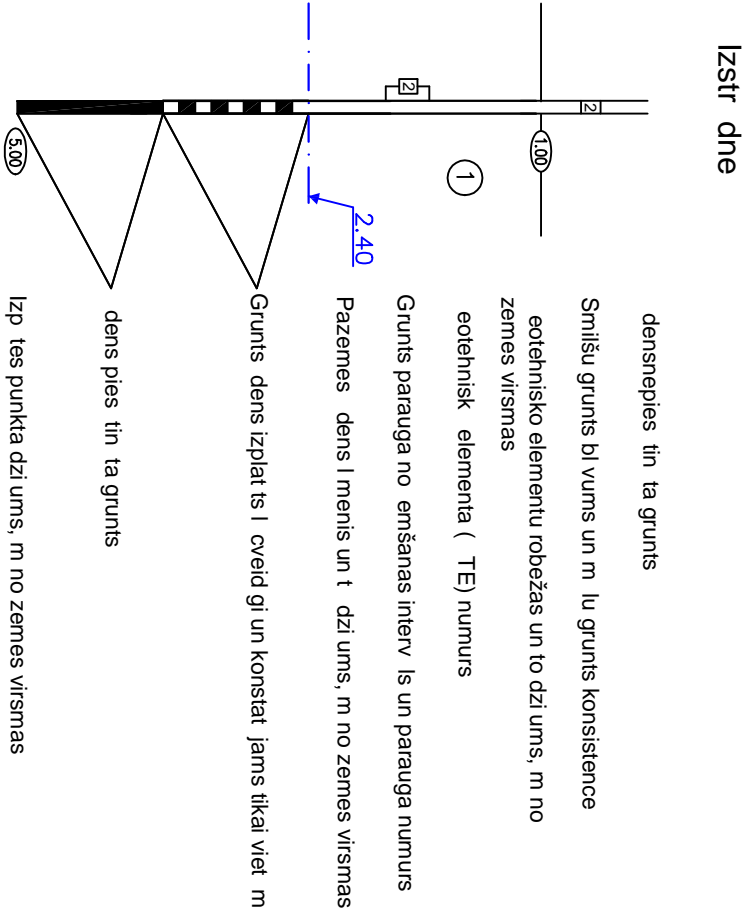 Izstr dne
densnepies tin ta grunts
Smilšu grunts bl vums un m lu grunts konsistence
eotehnisko elementu robežas un to dzi ums, m no
zemes virsmas
eotehnisk elementa ( TE) numurs
Grunts parauga no emšanas interv ls un parauga numurs
Pazemes dens l menis un t dzi ums, m no zemes virsmas
Grunts dens izplat ts l cveid gi un konstat jams tikai viet m
dens pies tin ta grunts
Izp tes punkta dzi ums, m no zemes virsmas
2
1.00
1
2
2.40
5.00